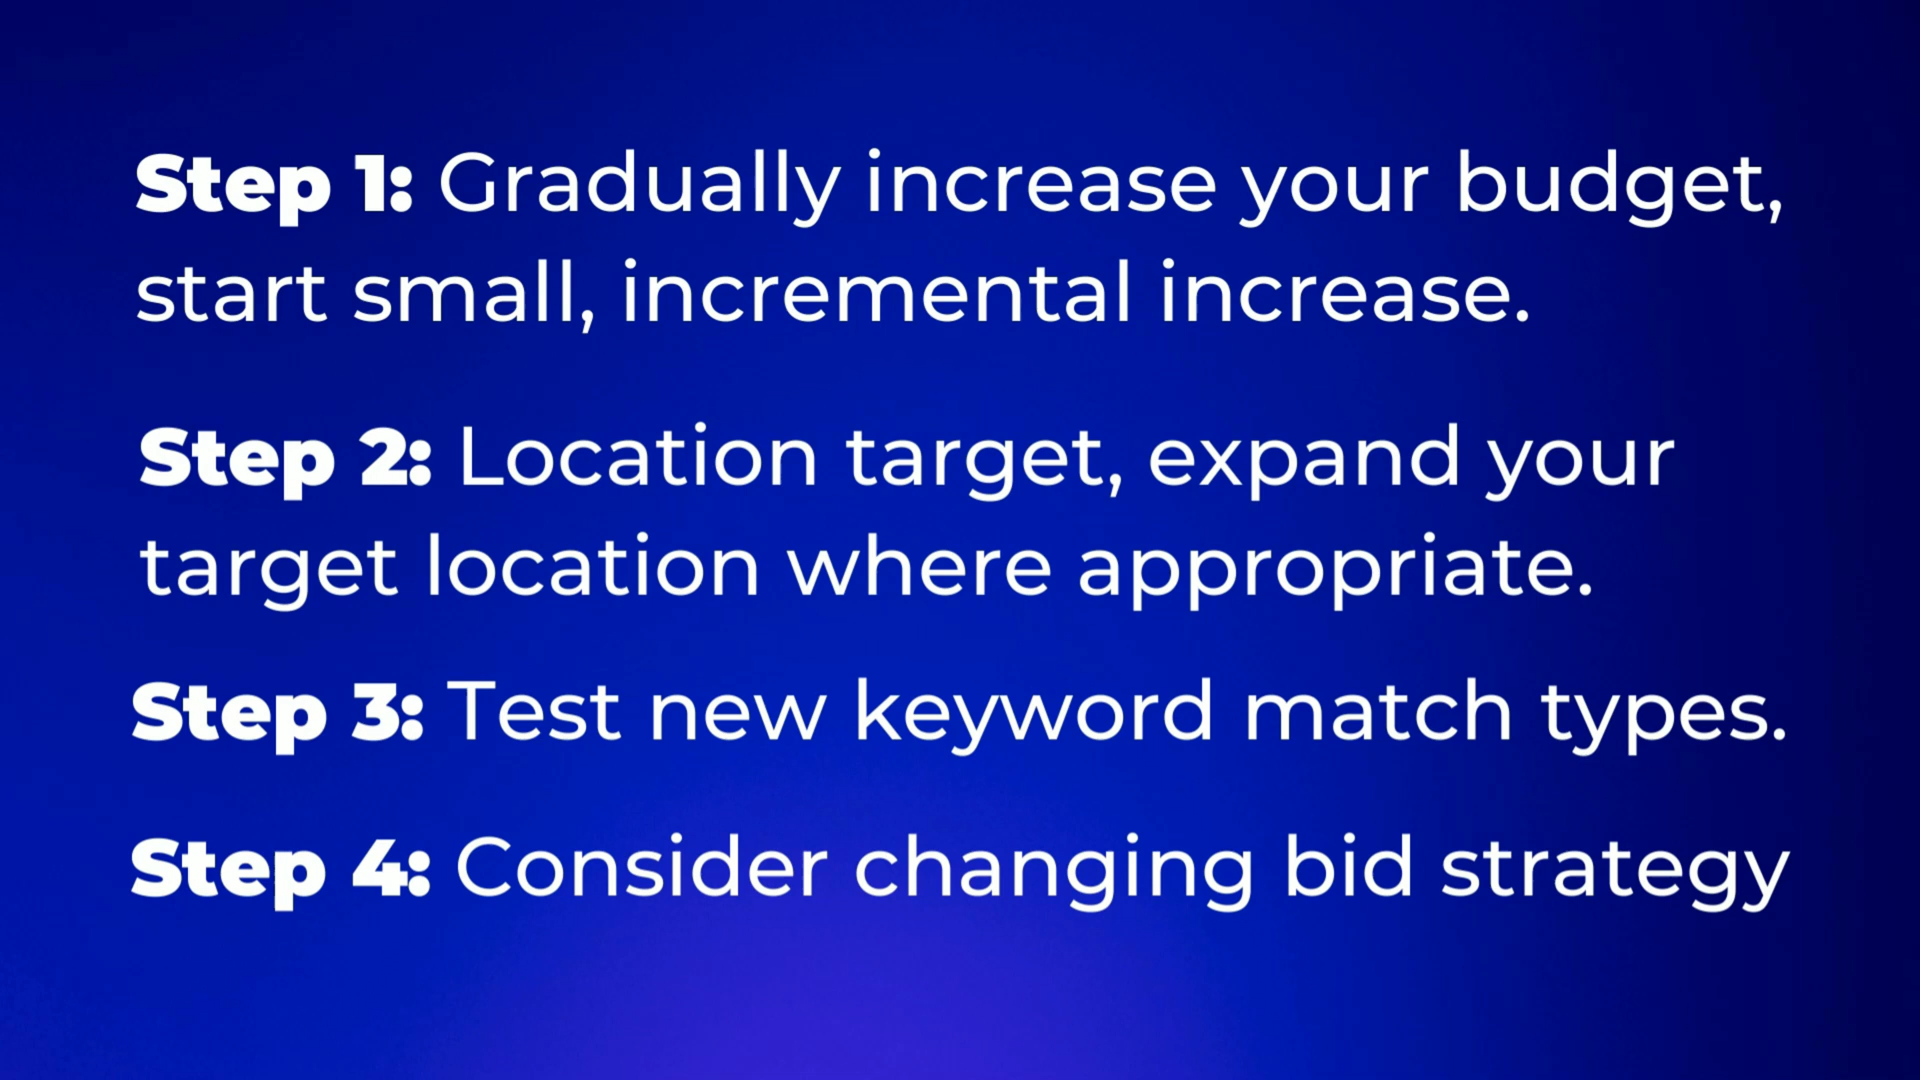 Step 1: Gradually increase your budget,
start small, incremental increase.
Step 2: Location target, expand your
target location where appropriate.
Step 3: Test new keyword match types.
Step 4: Consider changing bid strategy